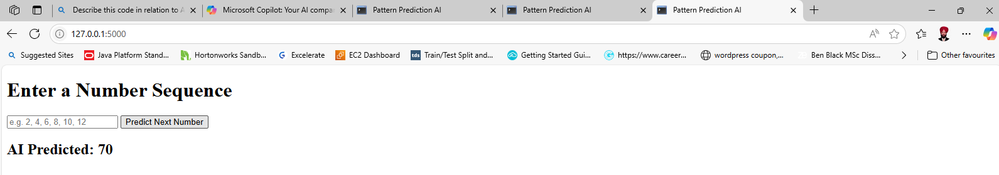 Describe this code in relation to A
Microsoft Copilot: Your AI compa
Pattern Prediction AI
Pattern Prediction AI
Pattern Prediction AI
127.0.0.1:5000
Suggested Sites
Java Platform Stand...
Hortonworks Sandb...
Excelerate
EC2 Dashboard
tds
Train/Test Split and...
Getting Started Gui...
https://www.career...
wordpress coupon,...
Ben Black MSc Diss...
Other favourites
Enter a Number Sequence
e.g. 2, 4, 6, 8, 10, 12
Predict Next Number
AI Predicted: 70